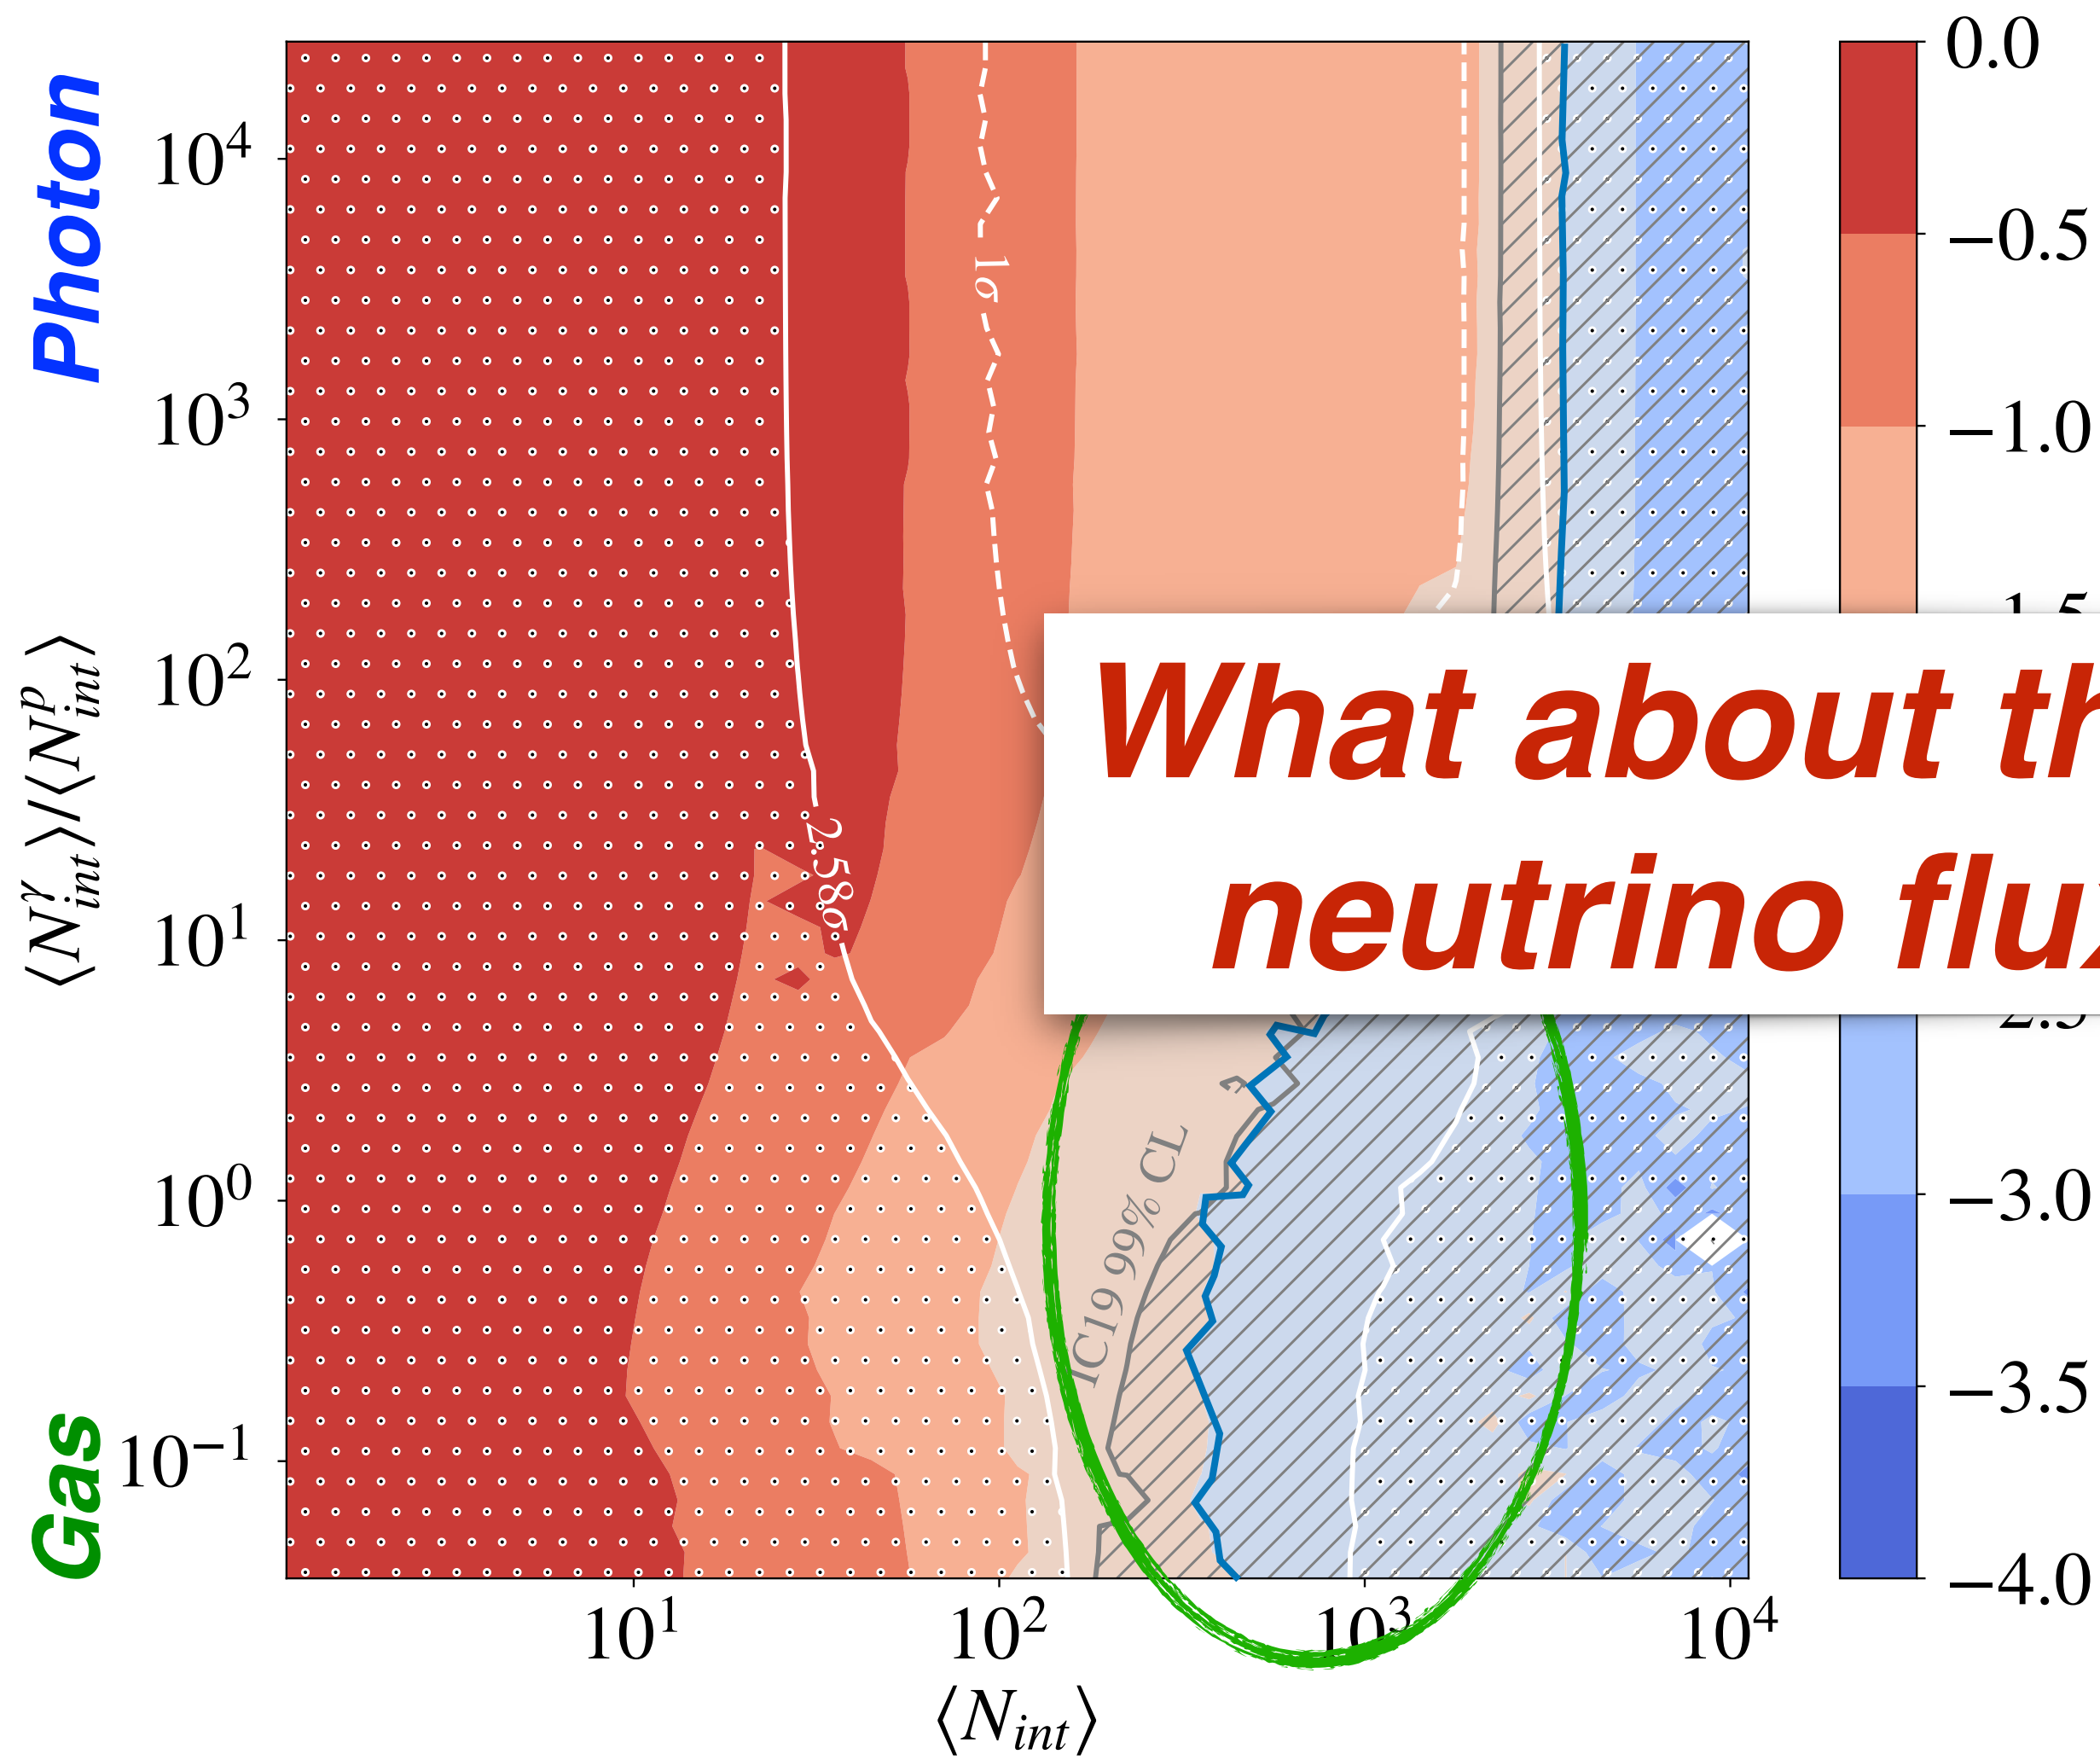 Photon
Gas
⟨N^γ_int⟩/⟨N^p_int⟩
10^4
10^3
10^2
10^1
10^0
10^−1
1σ
2.58σ
IC19 99% CL
What about th
neutrino flu
10^1
10^2
10^3
10^4
⟨N_int⟩
0.0
−0.5
−1.0
−3.0
−3.5
−4.0